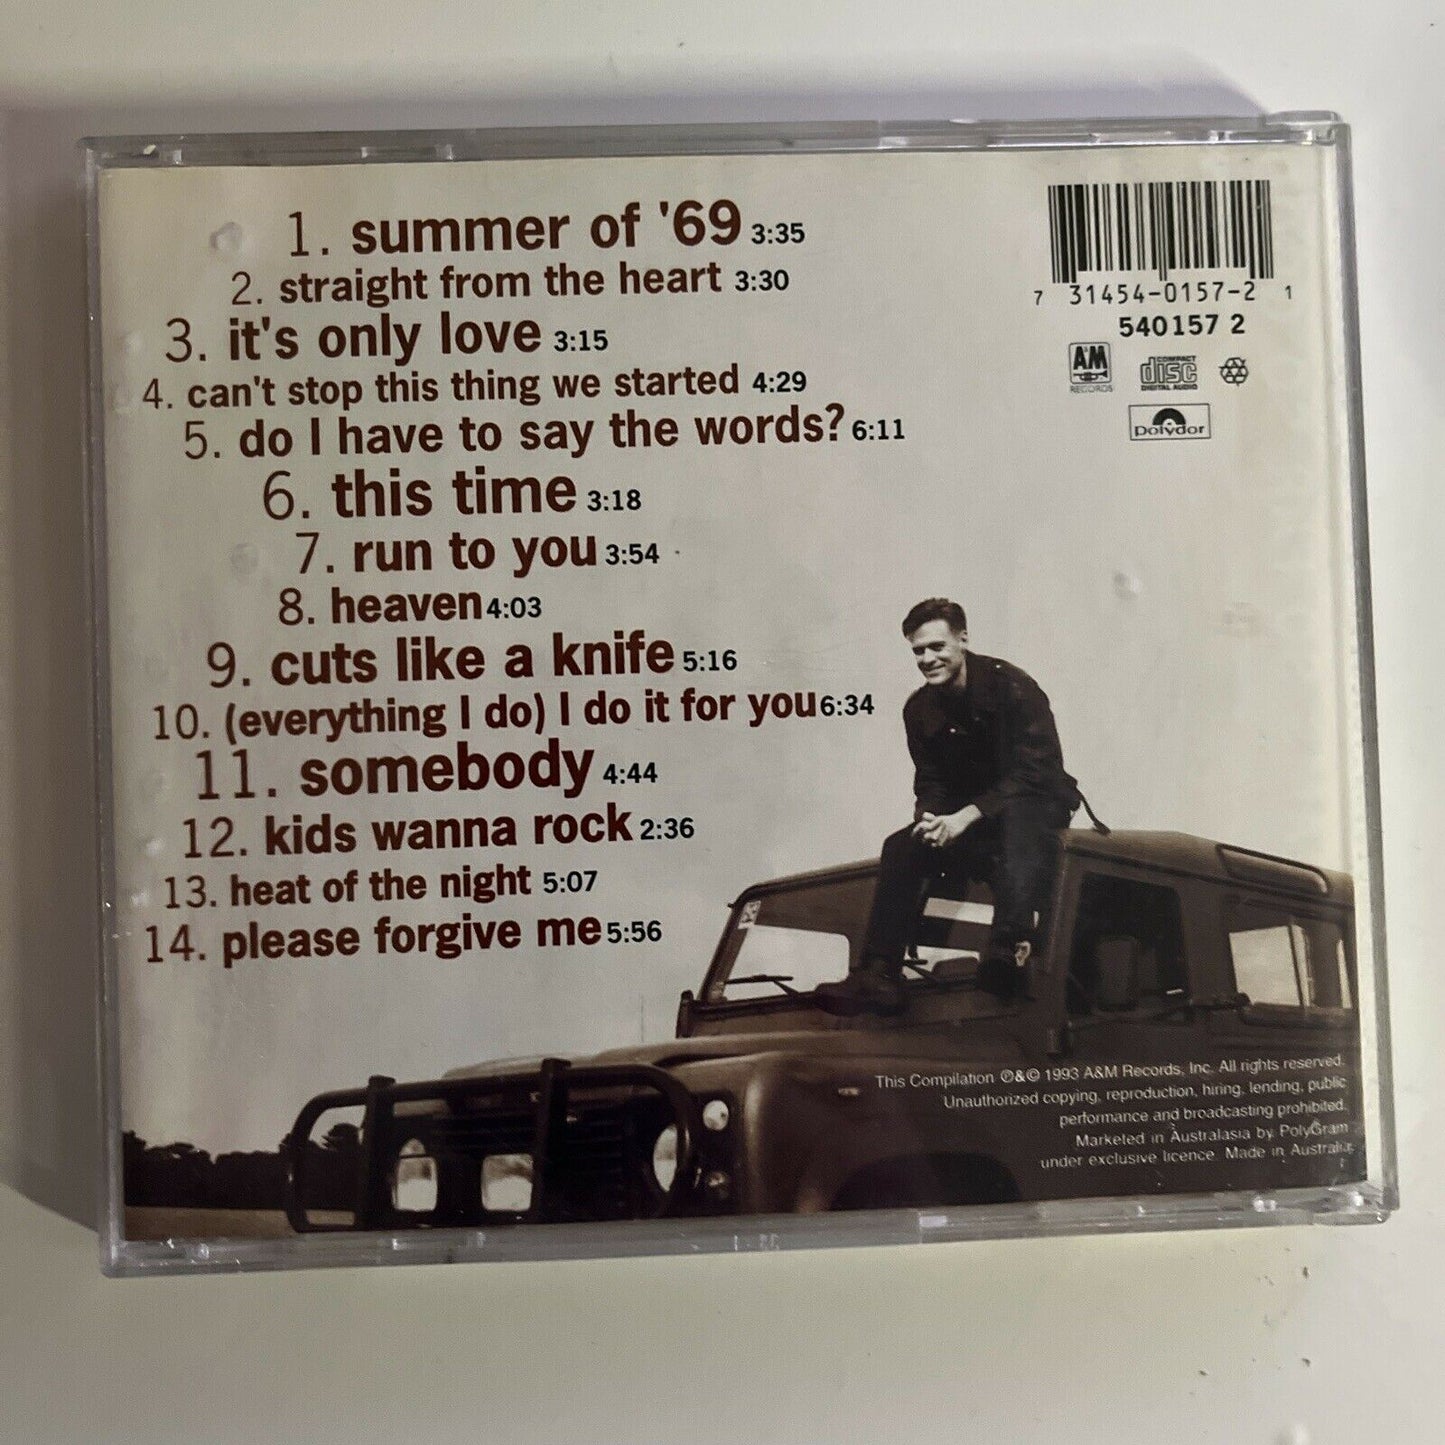 1. summer of '69 3:35
2. straight from the heart 3:30
3. it's only love 3:15
4. can't stop this thing we started 4:29
5. do I have to say the words? 6:11
6. this time 3:18
7. run to you 3:54
8. heaven 4:03
9. cuts like a knife 5:16
10. (everything I do) I do it for you 6:34
11. somebody 4:44
12. kids wanna rock 2:36
13. heat of the night 5:07
14. please forgive me 5:56
7 31454-0157-2 1
540157 2
A&M
RECORDS
COMPACT
disc
DIGITAL AUDIO
polydor
This Compilation ℗&© 1993 A&M Records, Inc. All rights reserved.
Unauthorized copying, reproduction, hiring, lending, public
performance and broadcasting prohibited.
Marketed in Australasia by PolyGram
under exclusive licence. Made in Australia.